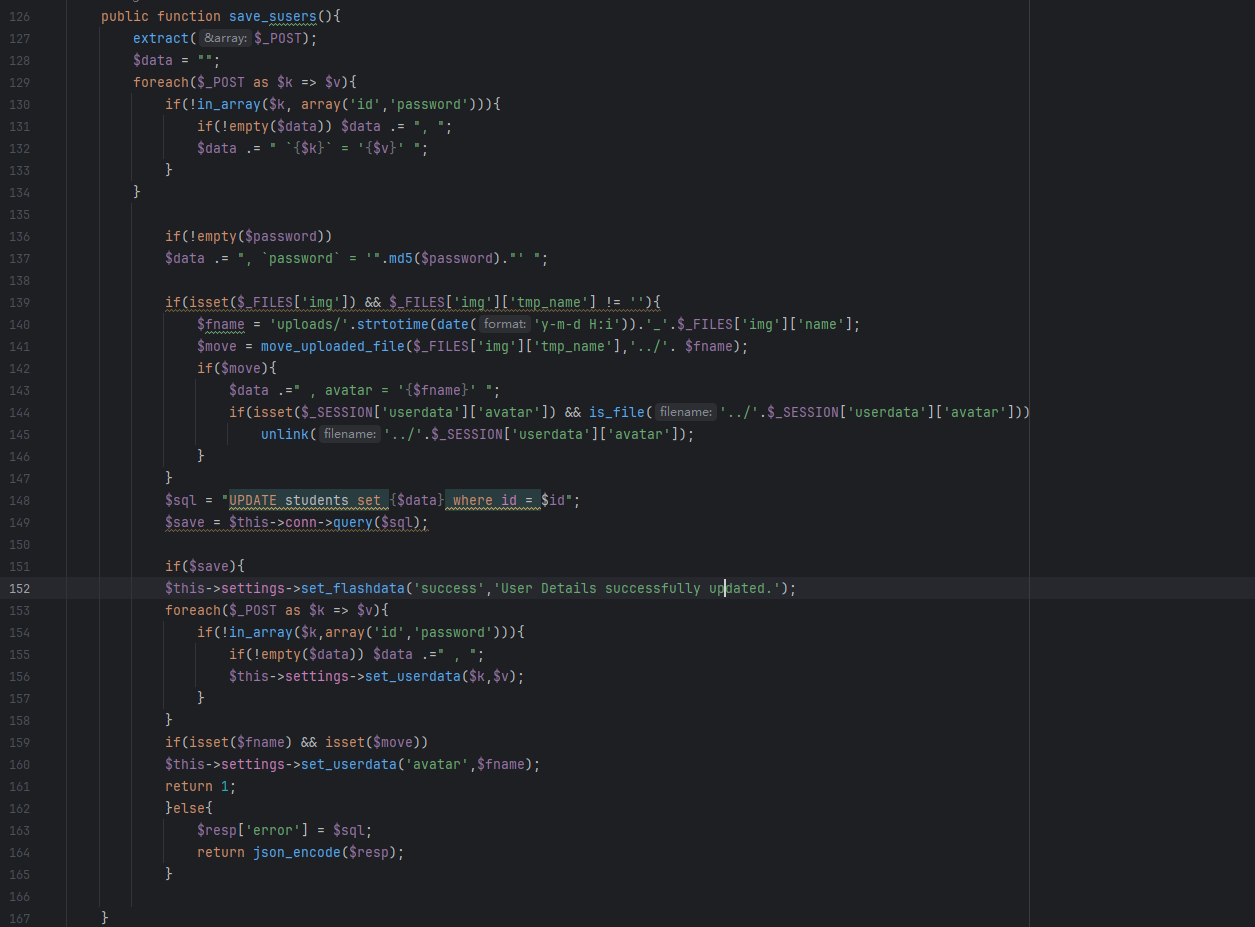 126 public function save_susers(){
127 extract( &array: $_POST);
128 $data = "";
129 foreach($_POST as $k => $v){
130 if(!in_array($k, array('id','password'))){
131 if(!empty($data)) $data .= ", ";
132 $data .= " `{$k}` = '{$v}' ";
133 }
134 }
135
136 if(!empty($password))
137 $data .= ", `password` = '".md5($password)."' ";
138
139 if(isset($_FILES['img']) && $_FILES['img']['tmp_name'] != ''){
140 $fname = 'uploads/'.strtotime(date( format: 'y-m-d H:i')).'_'.$_FILES['img']['name'];
141 $move = move_uploaded_file($_FILES['img']['tmp_name'],'../'. $fname);
142 if($move){
143 $data .=" , avatar = '{$fname}' ";
144 if(isset($_SESSION['userdata']['avatar']) && is_file( filename: '../'.$_SESSION['userdata']['avatar']))
145 unlink( filename: '../'.$_SESSION['userdata']['avatar']);
146 }
147 }
148 $sql = "UPDATE students set {$data} where id = $id";
149 $save = $this->conn->query($sql);
150
151 if($save){
152 $this->settings->set_flashdata('success','User Details successfully updated.');
153 foreach($_POST as $k => $v){
154 if(!in_array($k,array('id','password'))){
155 if(!empty($data)) $data .=" , ";
156 $this->settings->set_userdata($k,$v);
157 }
158 }
159 if(isset($fname) && isset($move))
160 $this->settings->set_userdata('avatar',$fname);
161 return 1;
162 }else{
163 $resp['error'] = $sql;
164 return json_encode($resp);
165 }
166
167 }